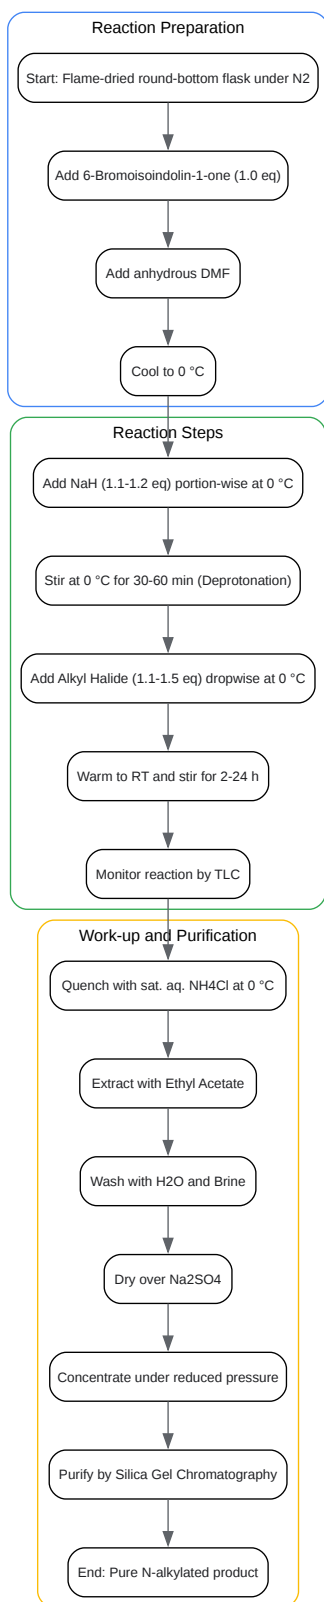 Reaction Preparation
Start: Flame-dried round-bottom flask under N2
Add 6-Bromoisoindolin-1-one (1.0 eq)
Add anhydrous DMF
Cool to 0 °C
Reaction Steps
Add NaH (1.1-1.2 eq) portion-wise at 0 °C
Stir at 0 °C for 30-60 min (Deprotonation)
Add Alkyl Halide (1.1-1.5 eq) dropwise at 0 °C
Warm to RT and stir for 2-24 h
Monitor reaction by TLC
Work-up and Purification
Quench with sat. aq. NH4Cl at 0 °C
Extract with Ethyl Acetate
Wash with H2O and Brine
Dry over Na2SO4
Concentrate under reduced pressure
Purify by Silica Gel Chromatography
End: Pure N-alkylated product